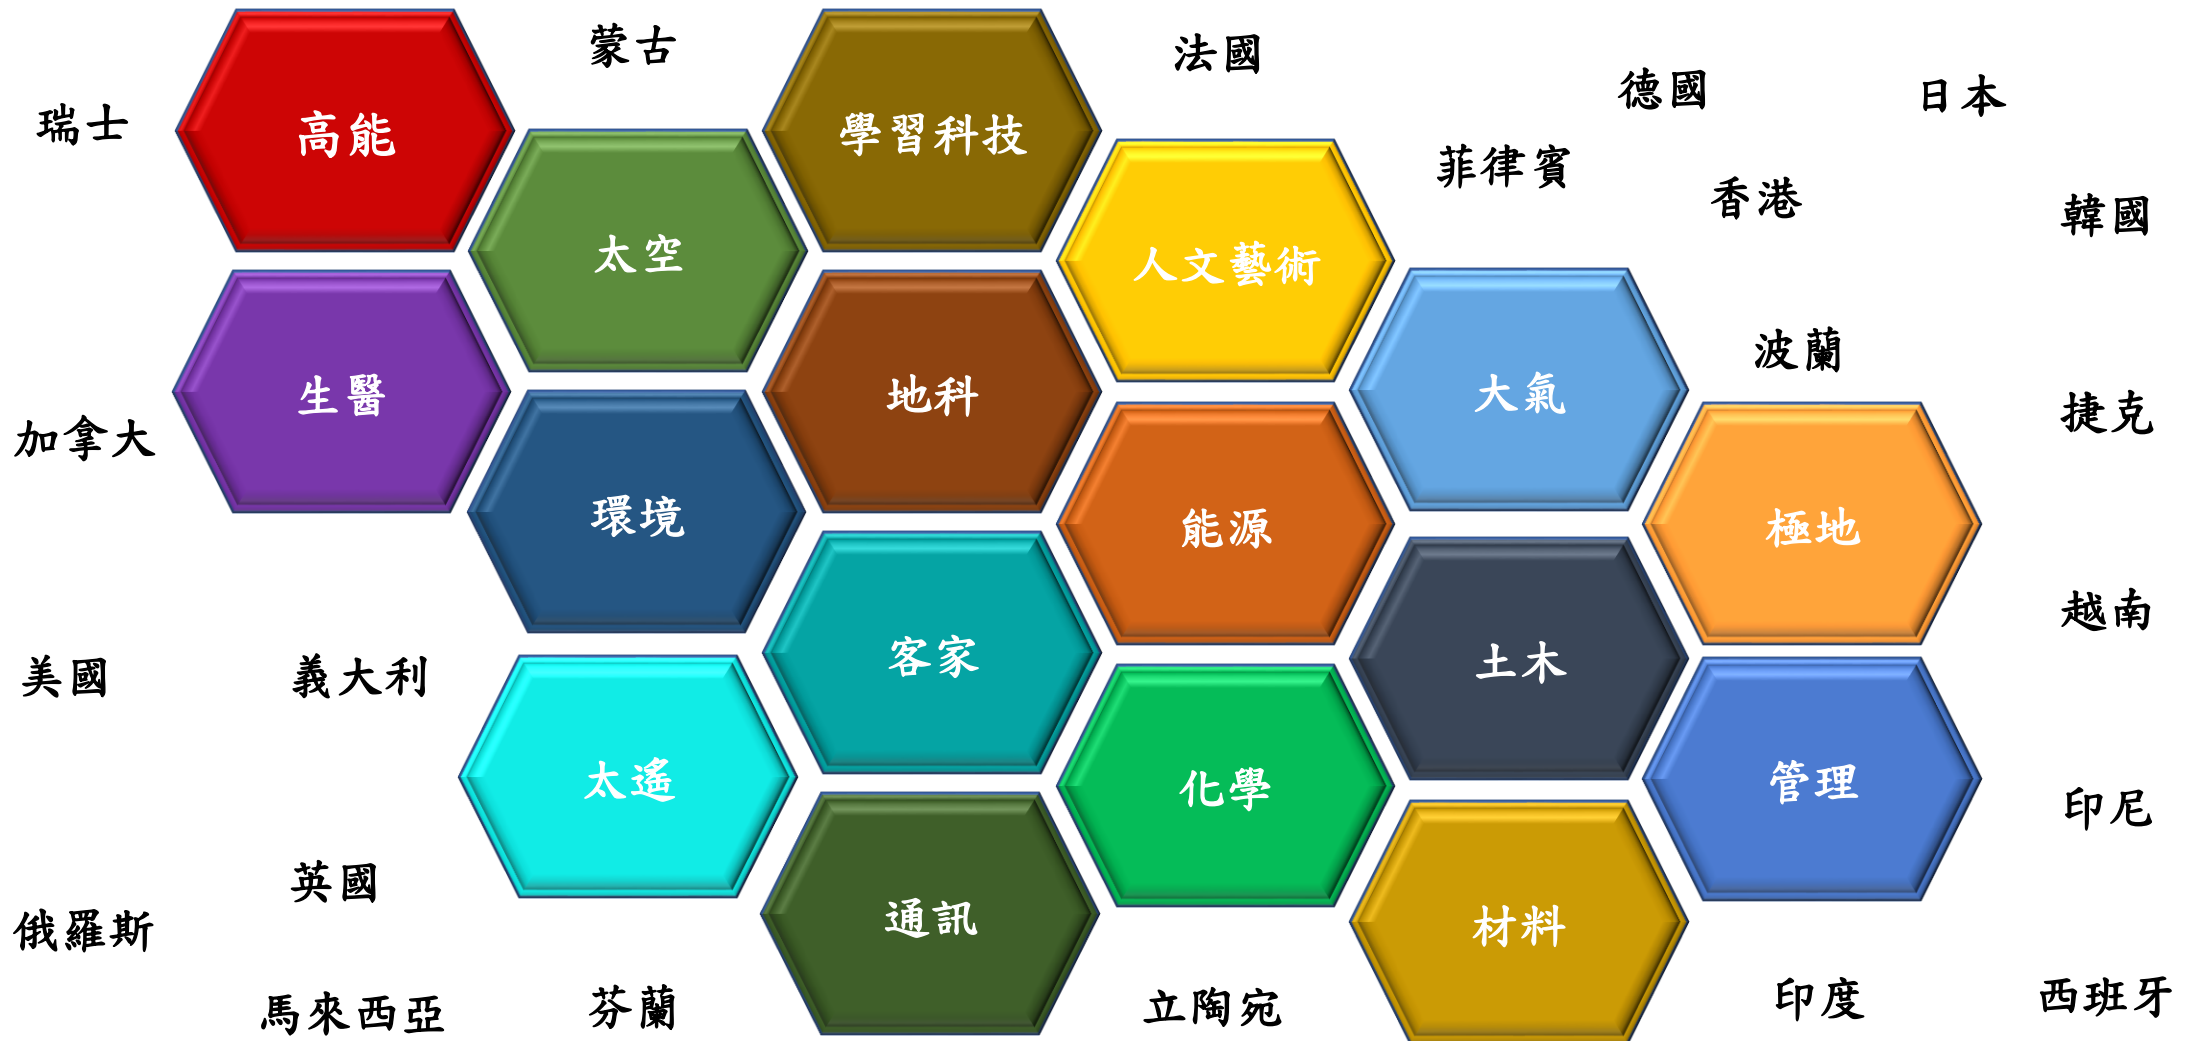 蒙古
法國
德國
日本
瑞士
高能
學習科技
菲律賓
香港
韓國
太空
人文藝術
波蘭
生醫
地科
大氣
捷克
加拿大
環境
能源
極地
越南
美國
義大利
客家
土木
太遙
化學
管理
印尼
英國
俄羅斯
通訊
材料
馬來西亞
芬蘭
立陶宛
印度
西班牙